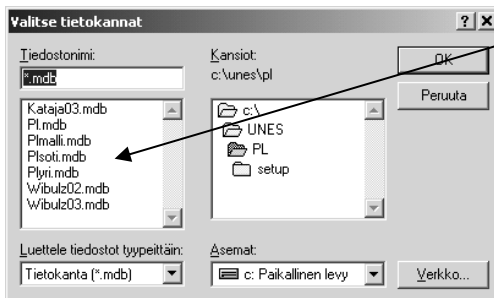 Valitse tietokannat
Tiedostonimi:
*.mdb
Kataja03.mdb
Pl.mdb
Plmalli.mdb
Plsoti.mdb
Plyri.mdb
Wibulz02.mdb
Wibulz03.mdb
Luettele tiedostot tyypeittäin:
Tietokanta (*.mdb)
Kansiot:
c:\unes\pl
c:\
UNES
PL
setup
Asemat:
c: Paikallinen levy
OK
Peruuta
Verkko...